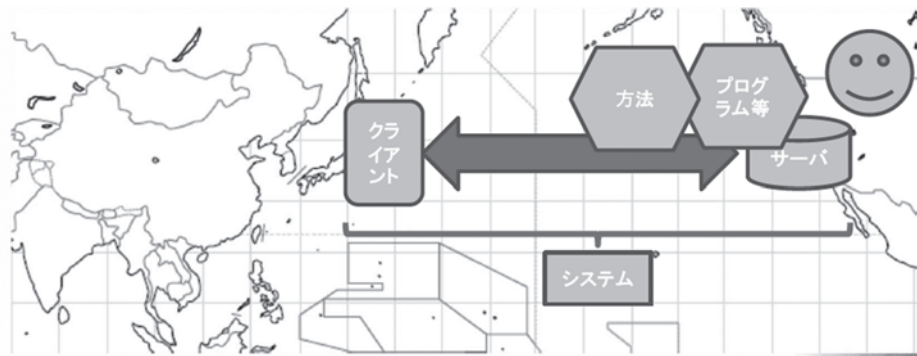 クラ
イアン
ト
方法
プログ
ラム等
サーバ
システム